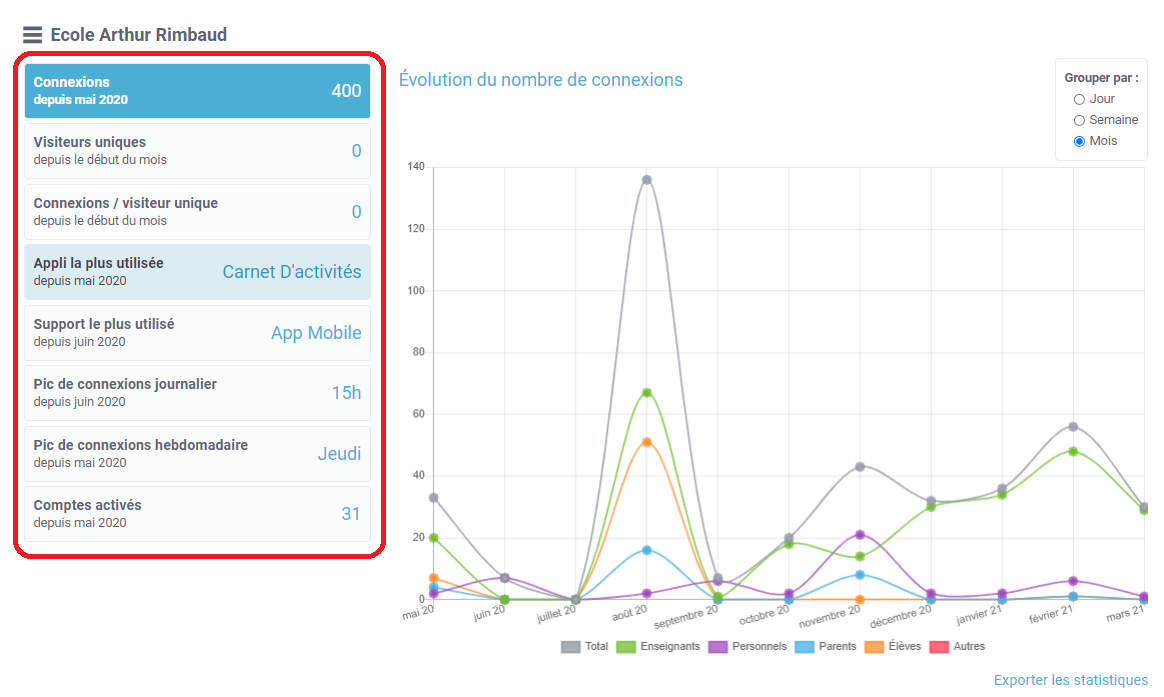 Ecole Arthur Rimbaud
Connexions
depuis mai 2020
400
Visiteurs uniques
depuis le début du mois
0
Connexions / visiteur unique
depuis le début du mois
0
Appli la plus utilisée
depuis mai 2020
Carnet D'activités
Support le plus utilisé
depuis juin 2020
App Mobile
Pic de connexions journalier
depuis juin 2020
15h
Pic de connexions hebdomadaire
depuis mai 2020
Jeudi
Comptes activés
depuis mai 2020
31
Évolution du nombre de connexions
Grouper par :
Jour
Semaine
Mois
140
120
100
80
60
40
20
0
mai 20
juin 20
juillet 20
août 20
septembre 20
octobre 20
novembre 20
décembre 20
janvier 21
février 21
mars 21
Total
Enseignants
Personnels
Parents
Élèves
Autres
Exporter les statistiques